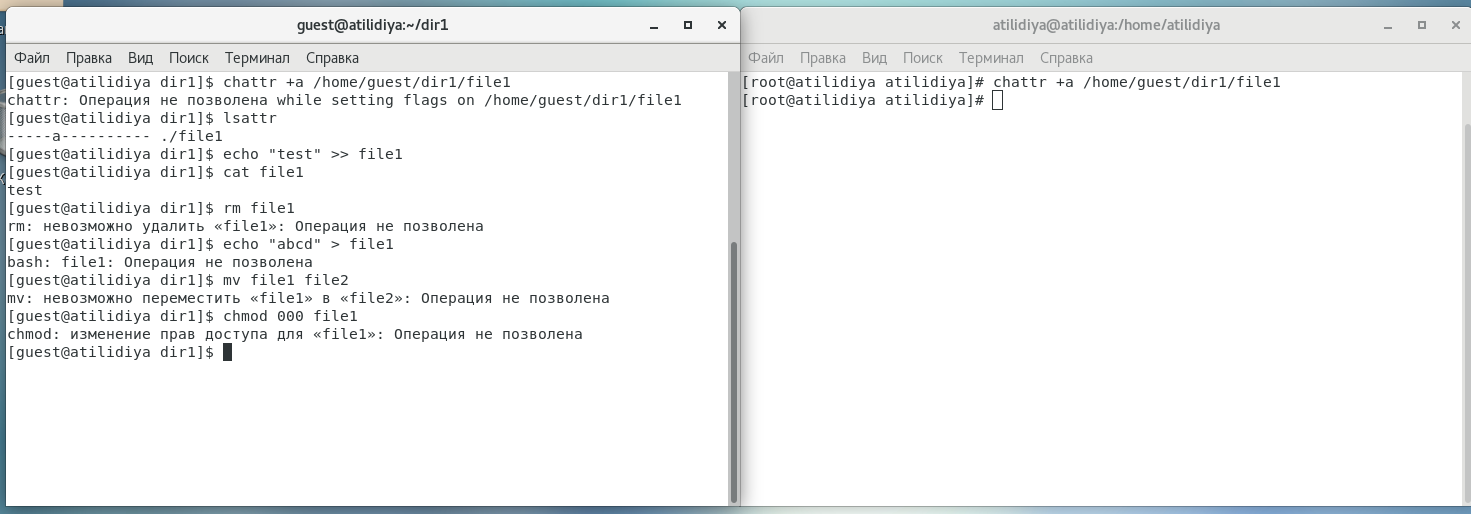 guest@atilidiya:~/dir1
Файл Правка Вид Поиск Терминал Справка
[guest@atilidiya dir1]$ chattr +a /home/guest/dir1/file1
chattr: Операция не позволена while setting flags on /home/guest/dir1/file1
[guest@atilidiya dir1]$ lsattr
-----a---------- ./file1
[guest@atilidiya dir1]$ echo "test" >> file1
[guest@atilidiya dir1]$ cat file1
test
[guest@atilidiya dir1]$ rm file1
rm: невозможно удалить «file1»: Операция не позволена
[guest@atilidiya dir1]$ echo "abcd" > file1
bash: file1: Операция не позволена
[guest@atilidiya dir1]$ mv file1 file2
mv: невозможно переместить «file1» в «file2»: Операция не позволена
[guest@atilidiya dir1]$ chmod 000 file1
chmod: изменение прав доступа для «file1»: Операция не позволена
[guest@atilidiya dir1]$
atilidiya@atilidiya:/home/atilidiya
Файл Правка Вид Поиск Терминал Справка
[root@atilidiya atilidiya]# chattr +a /home/guest/dir1/file1
[root@atilidiya atilidiya]#